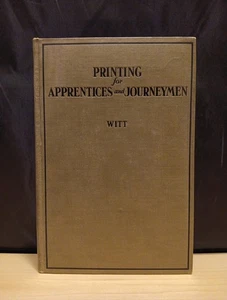 PRINTING
for
APPRENTICES and JOURNEYMEN
WITT